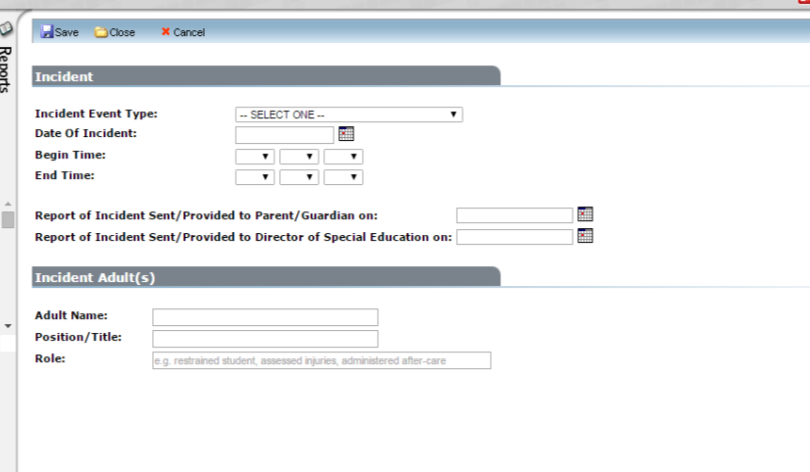 Save Close Cancel
Reports
Incident
Incident Event Type: -- SELECT ONE --
Date Of Incident:
Begin Time:
End Time:
Report of Incident Sent/Provided to Parent/Guardian on:
Report of Incident Sent/Provided to Director of Special Education on:
Incident Adult(s)
Adult Name:
Position/Title:
Role: e.g. restrained student, assessed injuries, administered after-care